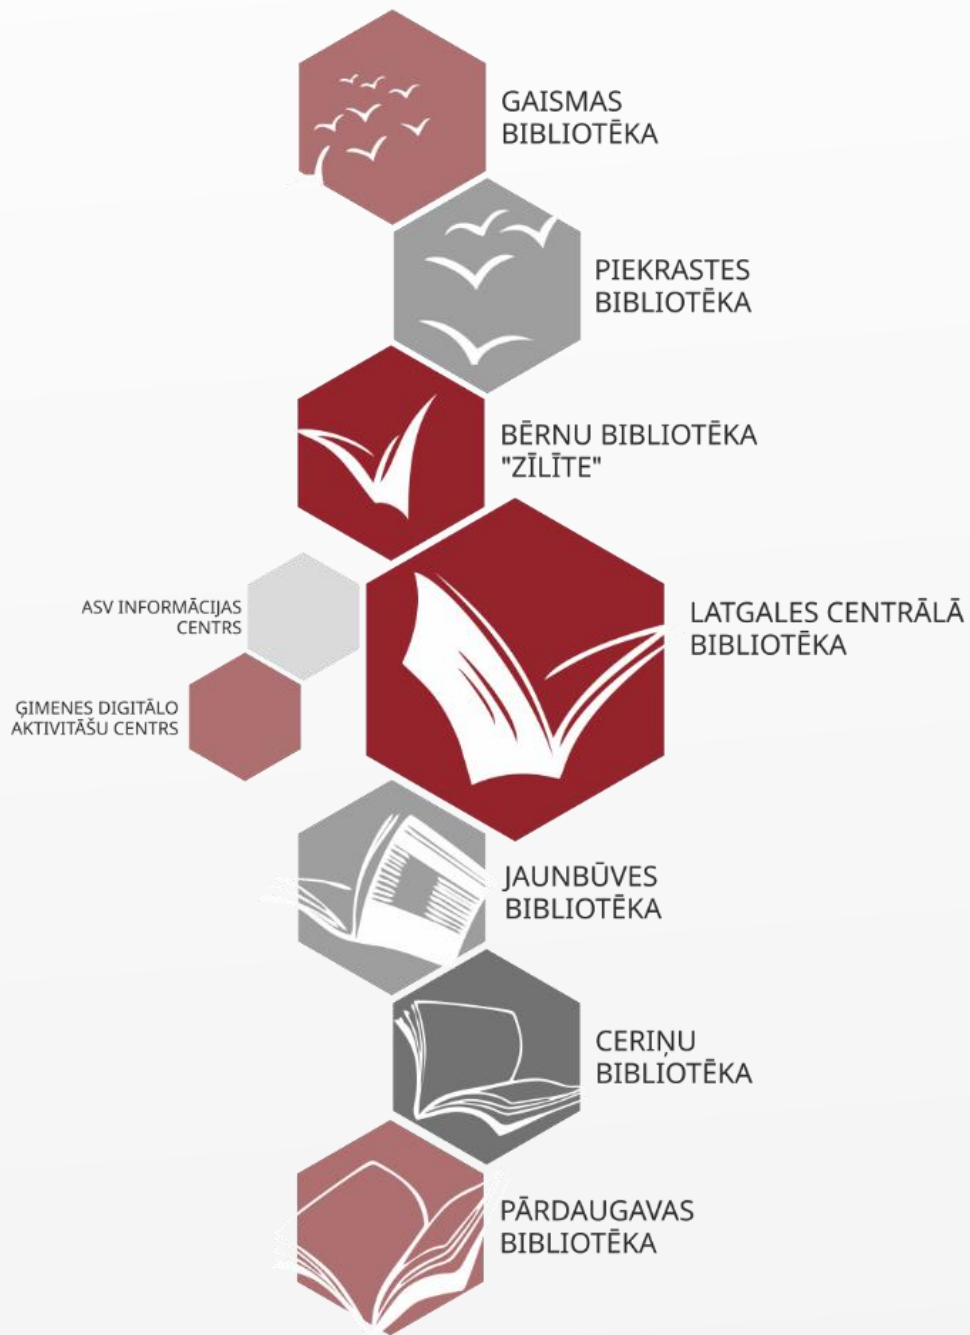 GAISMAS
BIBLIOTĒKA
PIEKRASTES
BIBLIOTĒKA
BĒRNU BIBLIOTĒKA
"ZĪLĪTE"
ASV INFORMĀCIJAS
CENTRS
LATGALES CENTRĀLĀ
BIBLIOTĒKA
ĢIMENES DIGITĀLO
AKTIVITĀŠU CENTRS
JAUNBŪVES
BIBLIOTĒKA
CERIŅU
BIBLIOTĒKA
PĀRDAUGAVAS
BIBLIOTĒKA